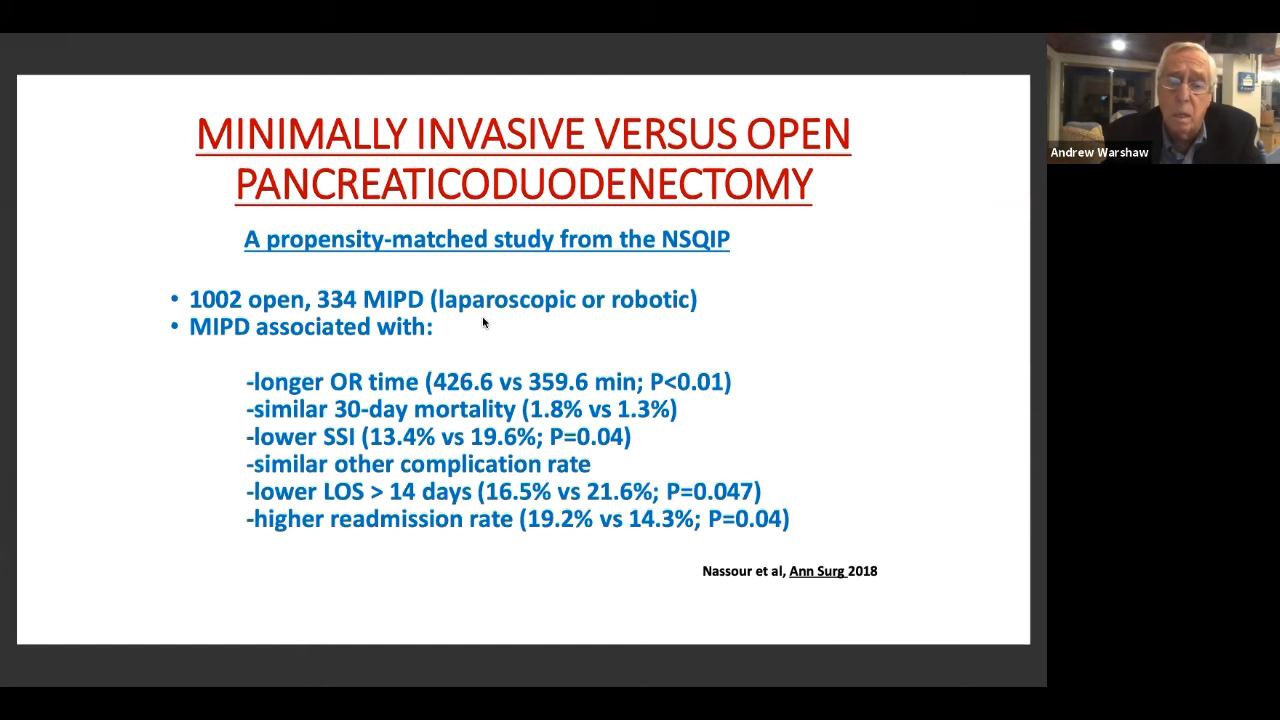 MINIMALLY INVASIVE VERSUS OPEN
PANCREATICODUODENECTOMY
A propensity-matched study from the NSQIP
• 1002 open, 334 MIPD (laparoscopic or robotic)
• MIPD associated with:
-longer OR time (426.6 vs 359.6 min; P<0.01)
-similar 30-day mortality (1.8% vs 1.3%)
-lower SSI (13.4% vs 19.6%; P=0.04)
-similar other complication rate
-lower LOS > 14 days (16.5% vs 21.6%; P=0.047)
-higher readmission rate (19.2% vs 14.3%; P=0.04)
Nassour et al, Ann Surg 2018
Andrew Warshaw